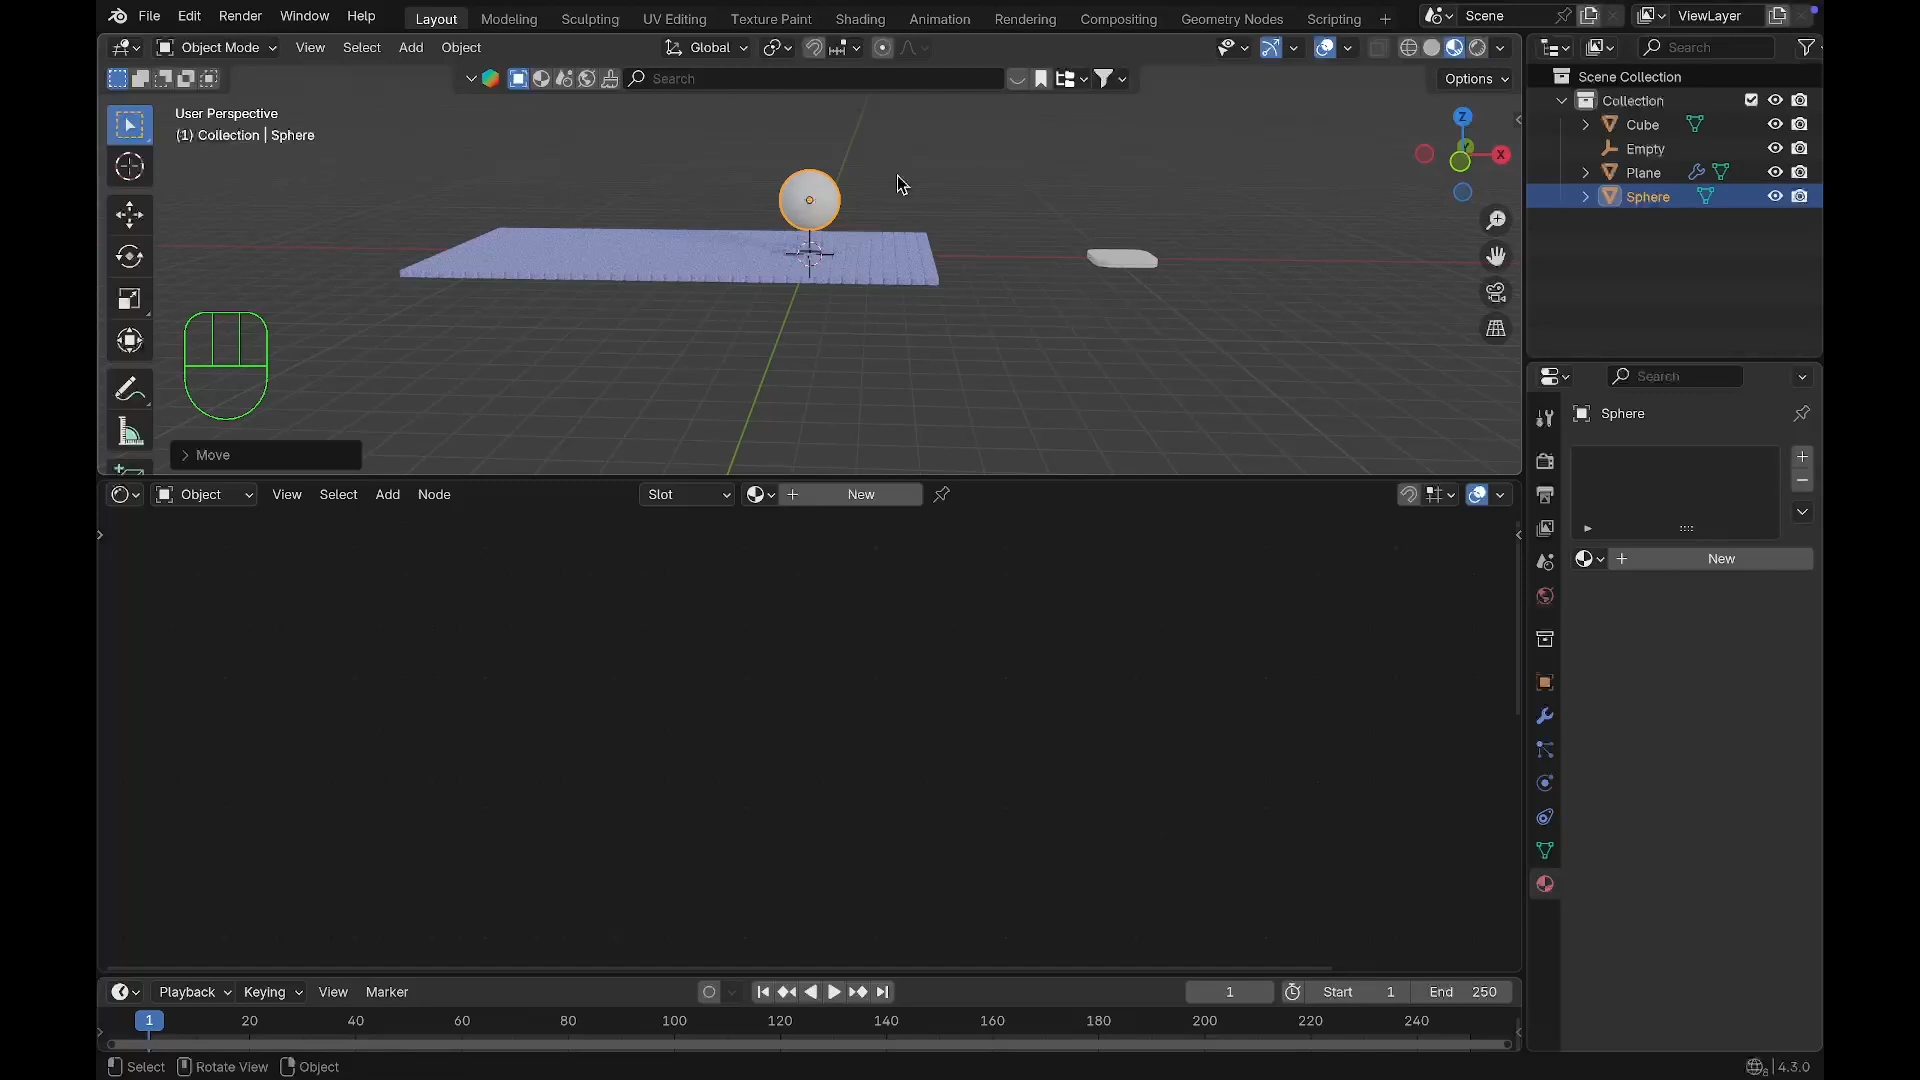 File Edit Render Window Help Layout Modeling Sculpting UV Editing Texture Paint Shading Animation Rendering Compositing Geometry Nodes Scripting + Scene ViewLayer
Object Mode View Select Add Object Global Search
Search Options
User Perspective
(1) Collection | Sphere
Z
Y
X
Move
Scene Collection
Collection
Cube
Empty
Plane
Sphere
Search
Sphere
New
Object View Select Add Node Slot New
Playback Keying View Marker 1 Start 1 End 250
1 20 40 60 80 100 120 140 160 180 200 220 240
Select Rotate View Object 4.3.0